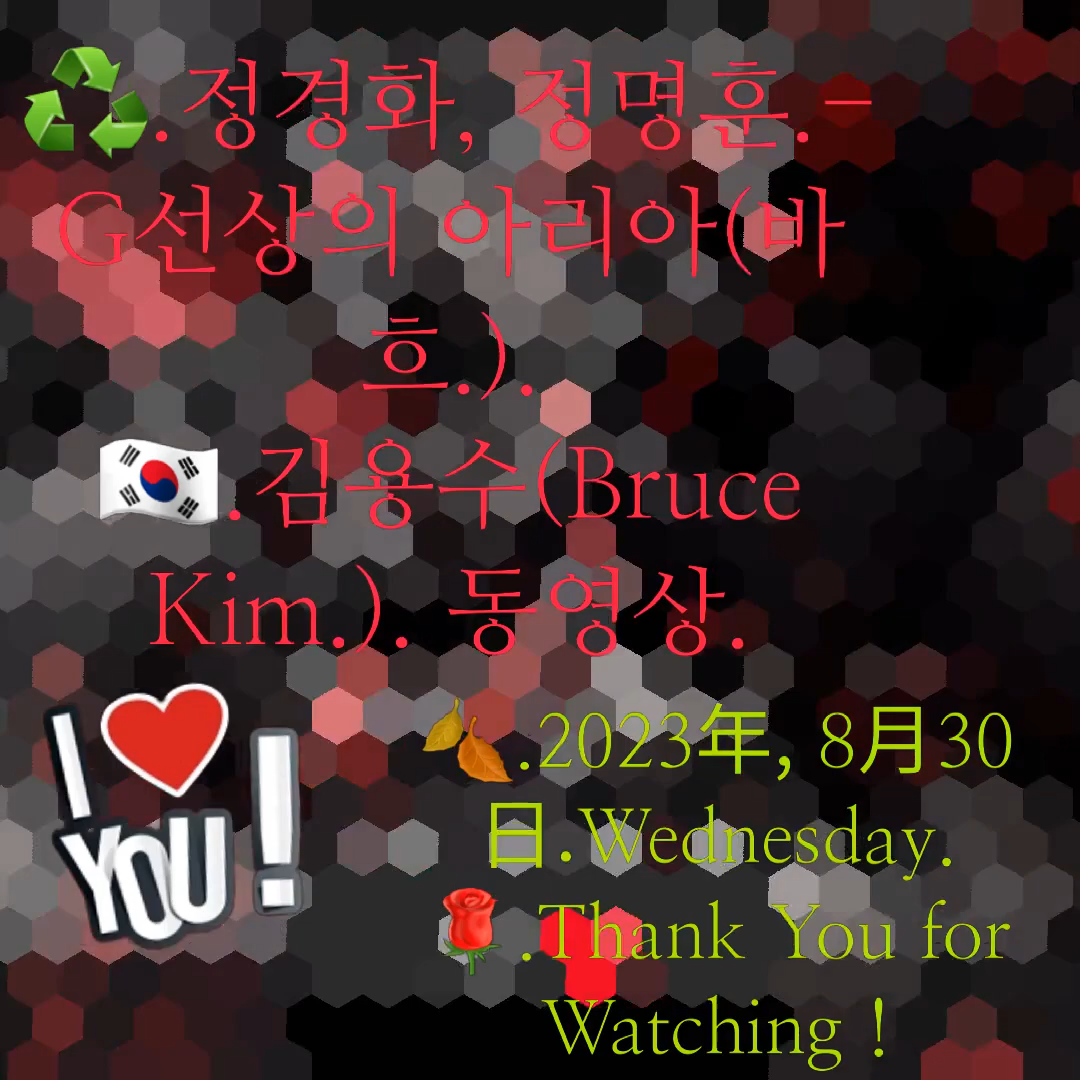 ♻️.정경화, 정명훈. -
G선상의 아리아(바
흐.).
🇰🇷.김용수(Bruce
Kim.). 동영상.
I ❤ YOU !
🍂.2023年, 8月30
日.Wednesday.
🌹.Thank You for
Watching !